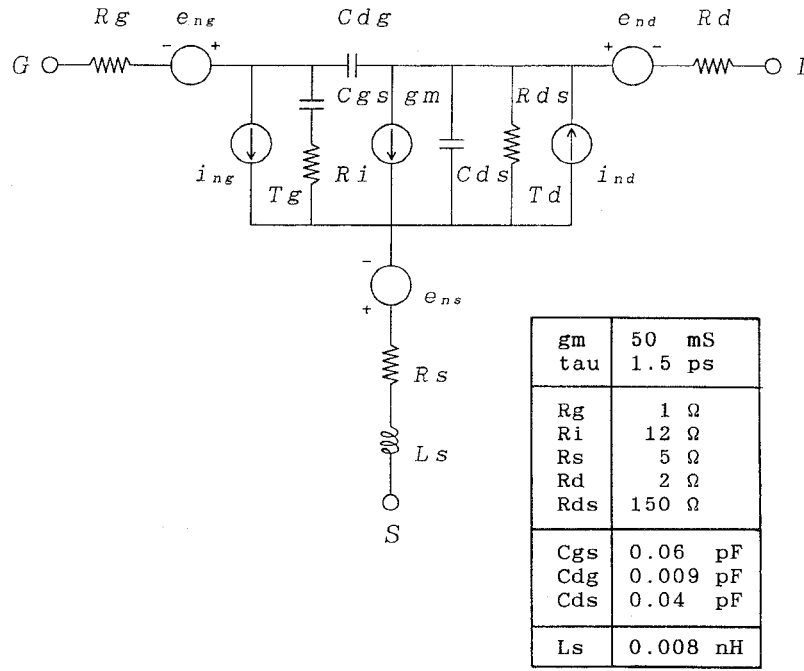 Rg eng Cdg end Rd
G - + + -
Cgs gm Rds
ing Ri Cds ind
Tg Td
-
ens
+
Rs
Ls
S
gm 50 mS
tau 1.5 ps
Rg 1 Ω
Ri 12 Ω
Rs 5 Ω
Rd 2 Ω
Rds 150 Ω
Cgs 0.06 pF
Cdg 0.009 pF
Cds 0.04 pF
Ls 0.008 nH